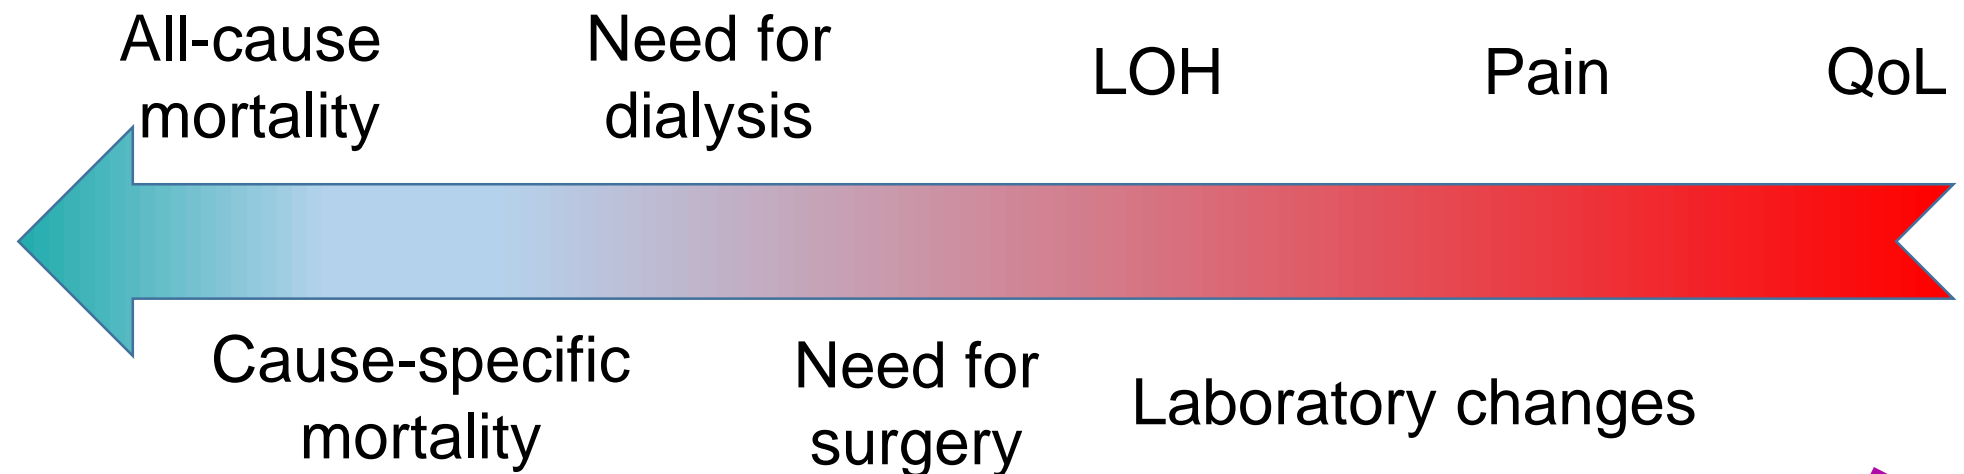 All-cause
mortality
Need for
dialysis
LOH
Pain
QoL
Cause-specific
mortality
Need for
surgery
Laboratory changes